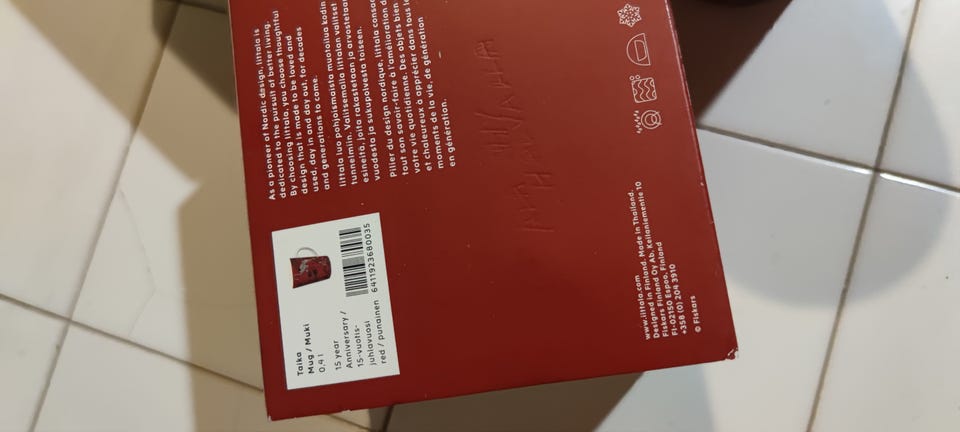 As a pioneer of Nordic design, Iittala is
dedicated to the pursuit of better living.
By choosing Iittala, you choose thoughtful
design that is made to be loved and
used, day in and day out, for decades
and generations to come.
Iittala luo pohjoismaista muotoilua kodin
tunnelmiin. Valitsemalla Iittalan valitset
esineitä, joita rakastetaan ja arvostetaan
vuodesta ja sukupolvesta toiseen.
Pilier du design nordique, Iittala consac
tout son savoir-faire à l'amélioration d
votre vie quotidienne. Des objets bien
et chaleureux à apprécier dans tous le
moments de la vie, de génération
en génération.
Taika
Mug / Muki
0,4 l
15 year
Anniversary /
15-vuotis-
juhlavuosi
red / punainen
6411923680035
www.iittala.com
Designed in Finland. Made in Thailand.
Fiskars Finland Oy Ab, Keilaniementie 10
FI-02150 Espoo, Finland
+358 (0) 204 3910
© Fiskars